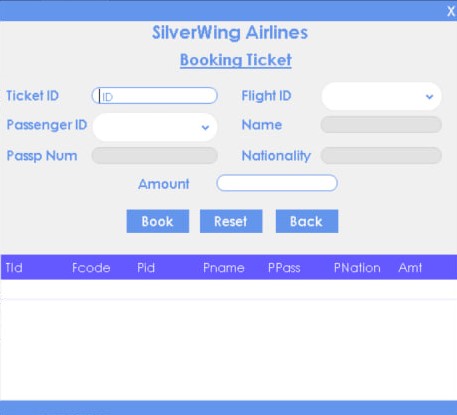 X
SilverWing Airlines
Booking Ticket
Ticket ID ID Flight ID
Passenger ID Name
Passp Num Nationality
Amount
Book Reset Back
TId Fcode Pid Pname PPass PNation Amt